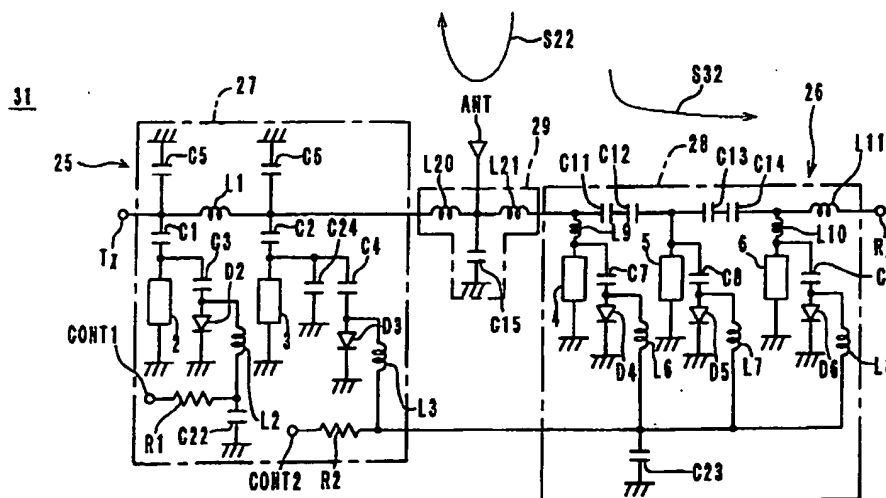 S22
31
27
ANT
S32
26
25
C5
C6
29
28
L11
L1
L20
L21
C11
C12
C13
C14
TX
C1
C2
C24
C4
C3
D2
L9
L10
R
C7
C8
C
5
6
4
2
3
D3
C15
CONT1
D4
L6
D5
L7
D6
L
L2
L3
R1
C22
CONT2
R2
C23